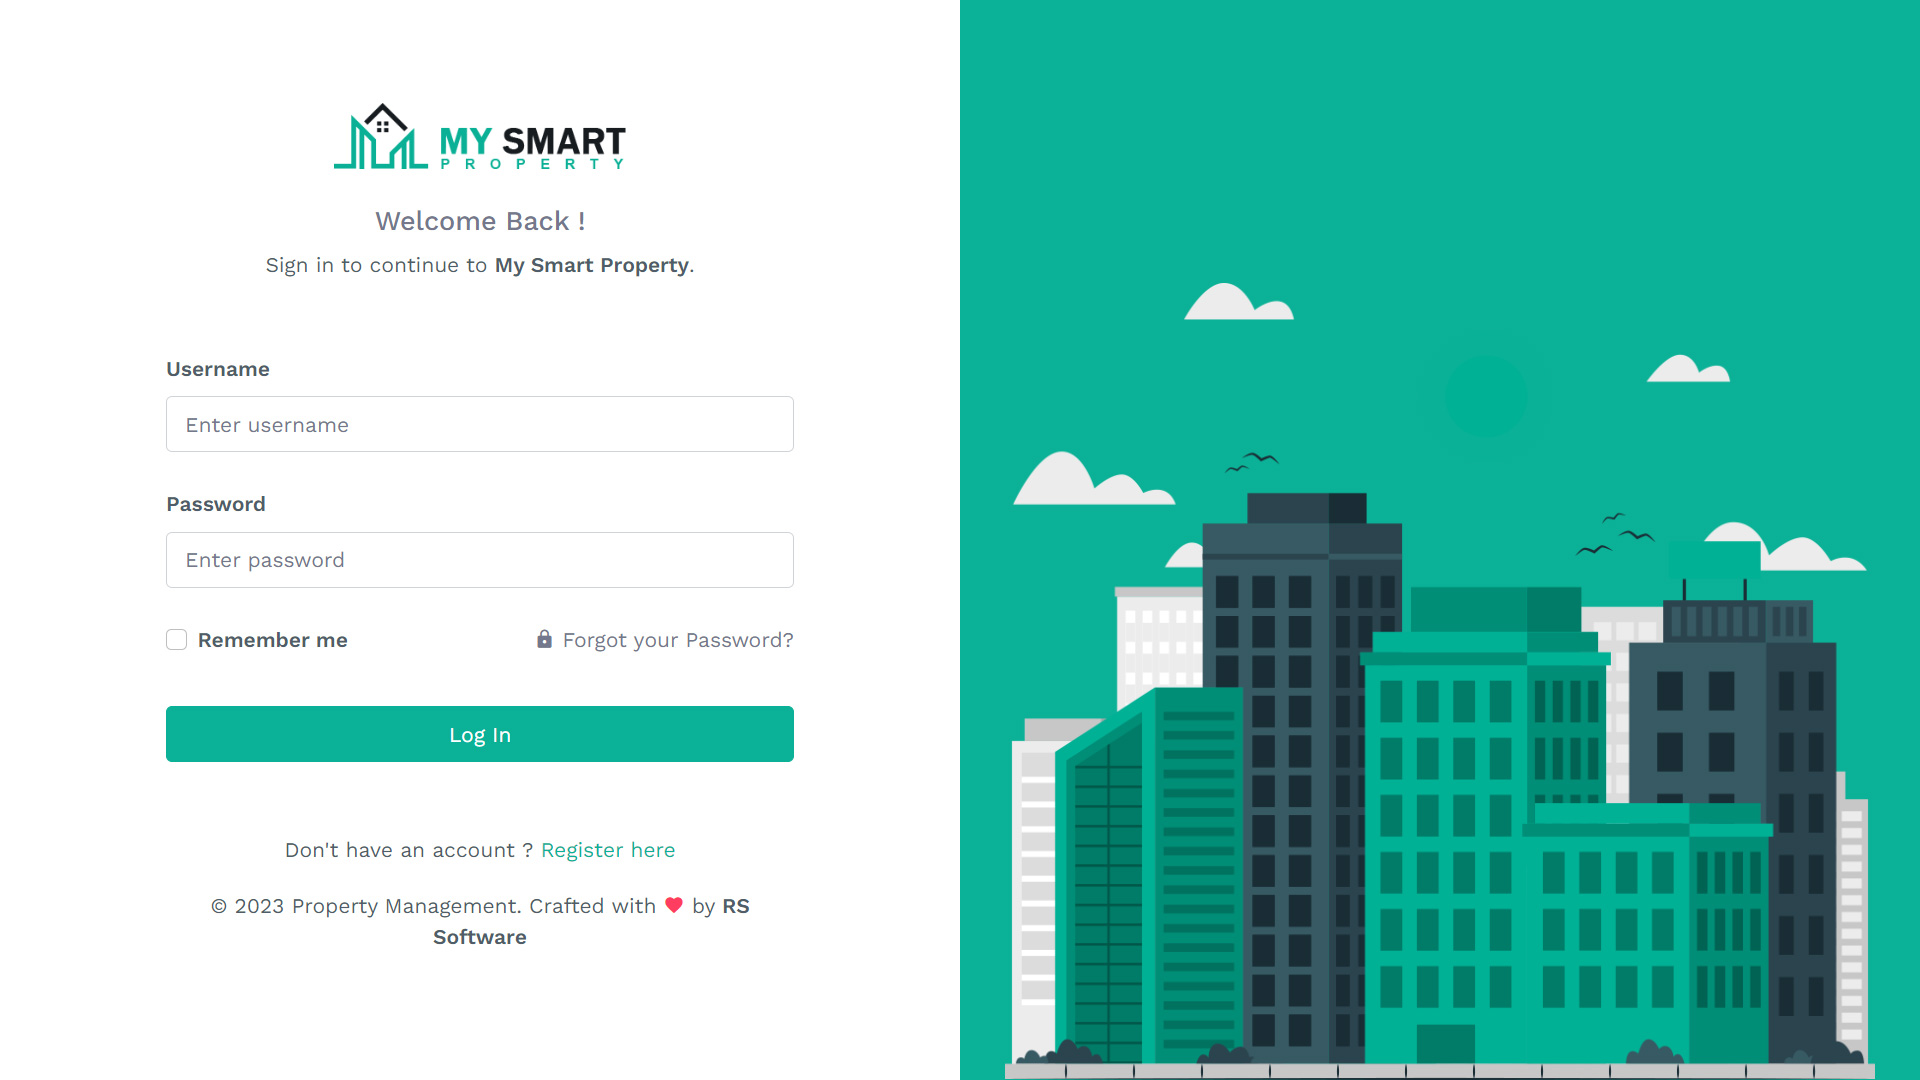 MY SMART
PROPERTY
Welcome Back !
Sign in to continue to My Smart Property.
Username
Enter username
Password
Enter password
Remember me
Forgot your Password?
Log In
Don't have an account ? Register here
© 2023 Property Management. Crafted with ❤ by RS
Software